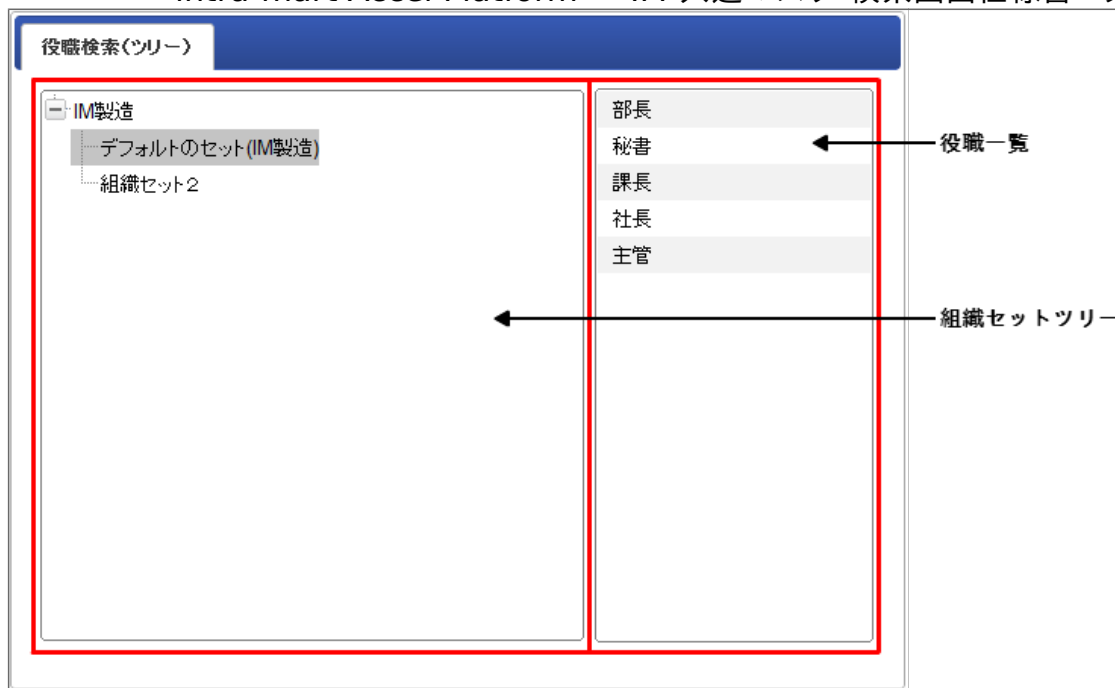 役職検索(ツリー)
IM製造
デフォルトのセット(IM製造)
組織セット2
部長
秘書
課長
社長
主管
役職一覧
組織セットツリー